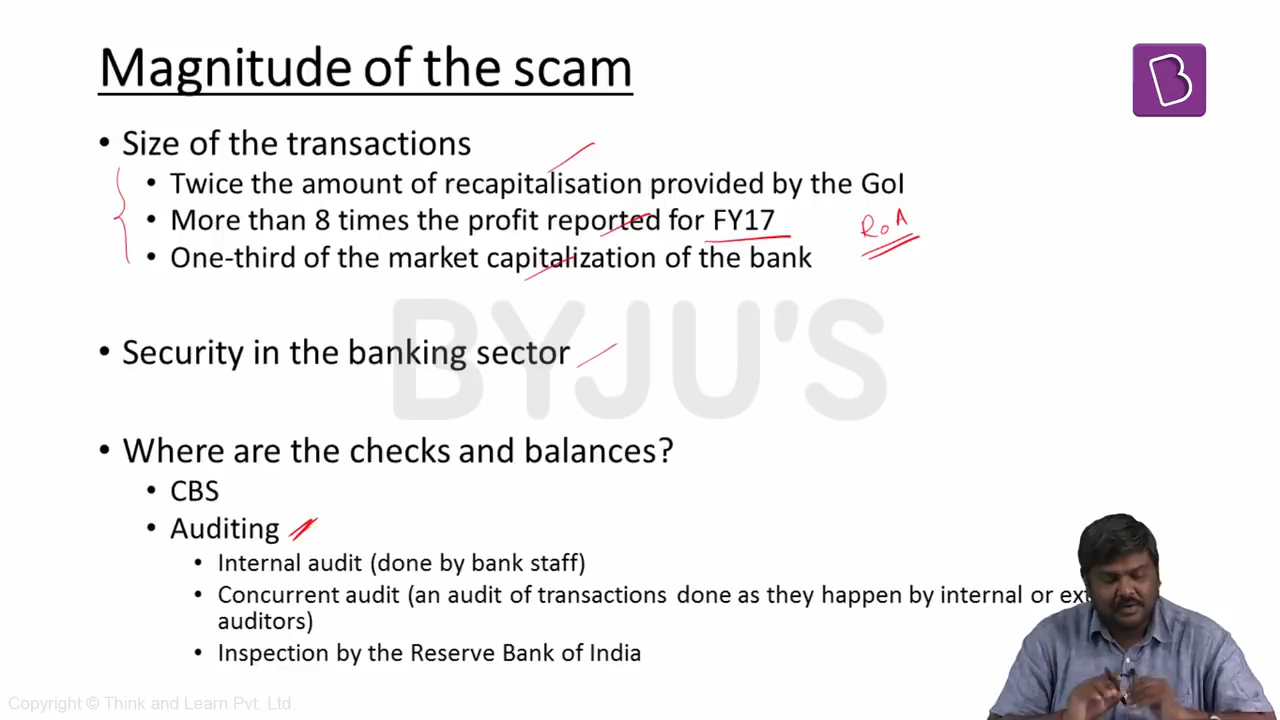 Magnitude of the scam
B
• Size of the transactions
• Twice the amount of recapitalisation provided by the GoI
• More than 8 times the profit reported for FY17
RoA
• One-third of the market capitalization of the bank
BYJU'S
• Security in the banking sector
• Where are the checks and balances?
• CBS
• Auditing
• Internal audit (done by bank staff)
• Concurrent audit (an audit of transactions done as they happen by internal or
auditors)
• Inspection by the Reserve Bank of India
Copyright © Think and Learn Pvt. Ltd.